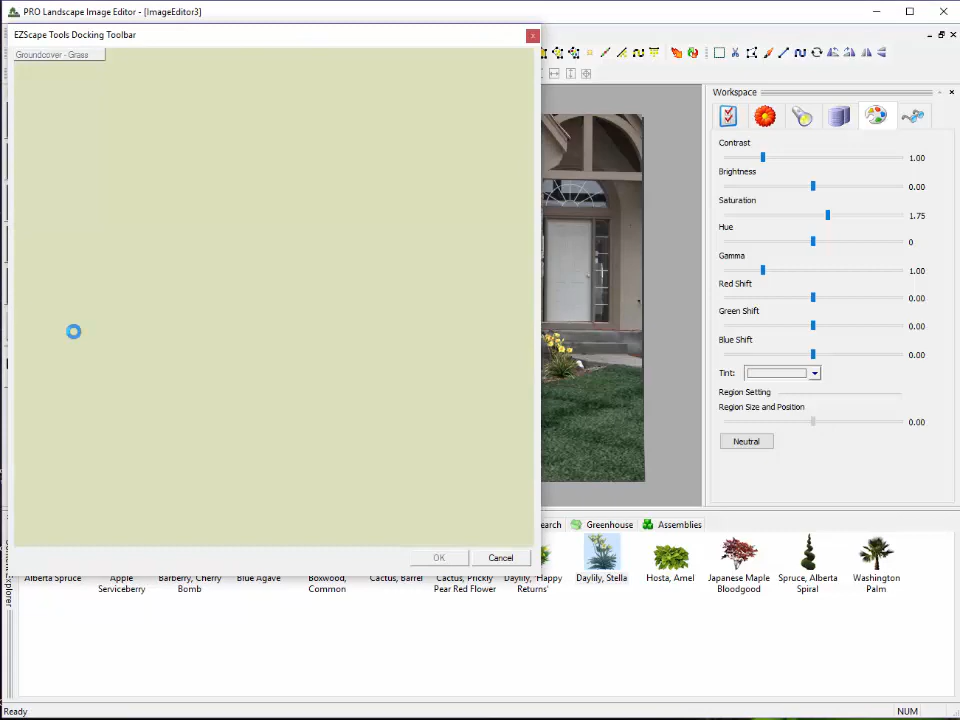 PRO Landscape Image Editor - [ImageEditor3]
EZScape Tools Docking Toolbar
Groundcover - Grass
Workspace
Contrast
1.00
Brightness
0.00
Saturation
1.75
Hue
0
Gamma
1.00
Red Shift
0.00
Green Shift
0.00
Blue Shift
0.00
Tint:
Region Setting
Region Size and Position
0.00
Neutral
earch Greenhouse Assemblies
OK Cancel
Alberta Spruce
Apple Serviceberry
Barberry, Cherry Bomb
Blue Agave
Boxwood, Common
Cactus, Barrel
Cactus, Prickly Pear Red Flower
Daylily, 'Happy Returns'
Daylily, Stella
Hosta, Amel
Japanese Maple Bloodgood
Spruce, Alberta Spiral
Washington Palm
Ready
NUM